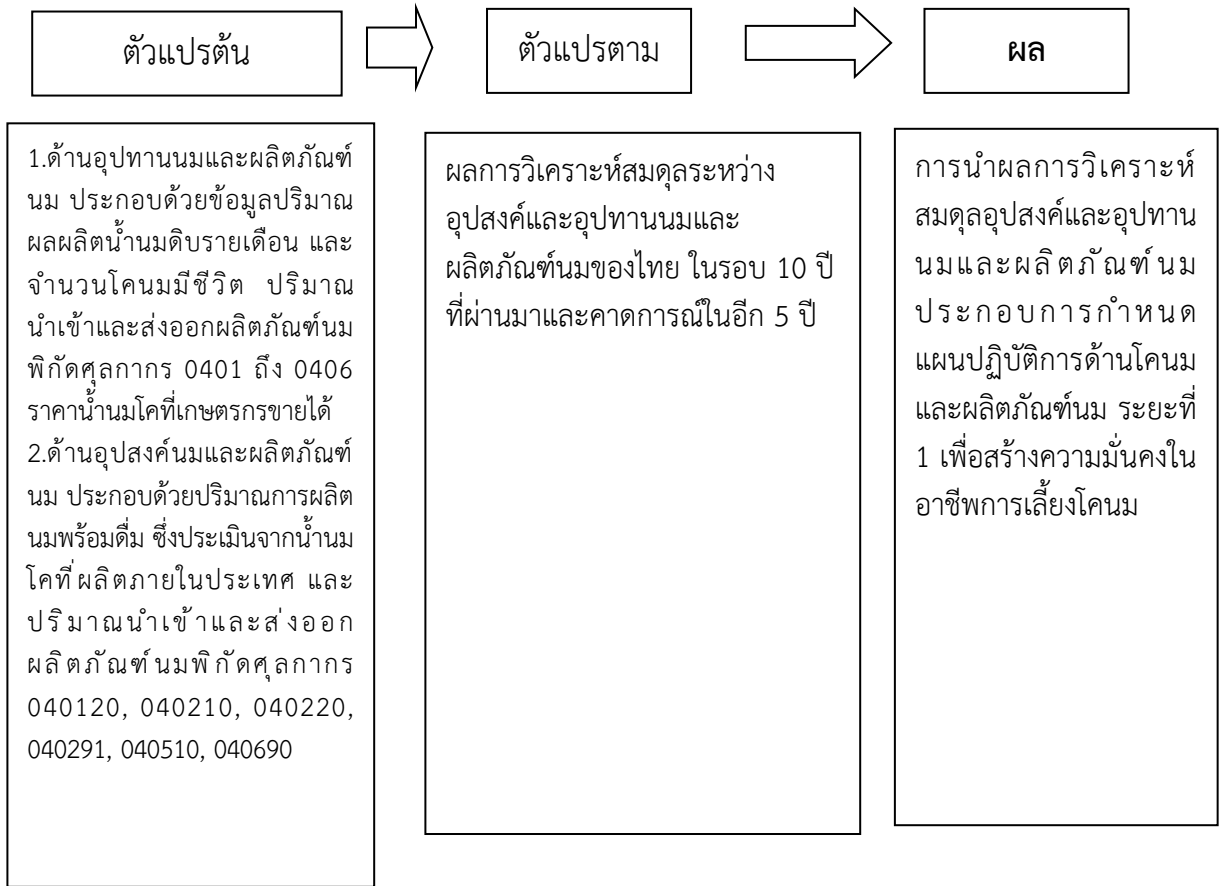 ตัวแปรต้น
ตัวแปรตาม
ผล
1.ด้านอุปทานนมและผลิตภัณฑ์
นม ประกอบด้วยข้อมูลปริมาณ
ผลผลิตน้ำนมดิบรายเดือน และ
จำนวนโคนมมีชีวิต ปริมาณ
นำเข้าและส่งออกผลิตภัณฑ์นม
พิกัดศุลกากร 0401 ถึง 0406
ราคาน้ำนมโคที่เกษตรกรขายได้
2.ด้านอุปสงค์นมและผลิตภัณฑ์
นม ประกอบด้วยปริมาณการผลิต
นมพร้อมดื่ม ซึ่งประเมินจากน้ำนม
โคที่ผลิตภายในประเทศ และ
ปริมาณนำเข้าและส่งออก
ผลิตภัณฑ์นมพิกัดศุลกากร
040120, 040210, 040220,
040291, 040510, 040690
ผลการวิเคราะห์สมดุลระหว่าง
อุปสงค์และอุปทานนมและ
ผลิตภัณฑ์นมของไทย ในรอบ 10 ปี
ที่ผ่านมาและคาดการณ์ในอีก 5 ปี
การนำผลการวิเคราะห์
สมดุลอุปสงค์และอุปทาน
นมและผลิตภัณฑ์นม
ประกอบการกำหนด
แผนปฏิบัติการด้านโคนม
และผลิตภัณฑ์นม ระยะที่
1 เพื่อสร้างความมั่นคงใน
อาชีพการเลี้ยงโคนม